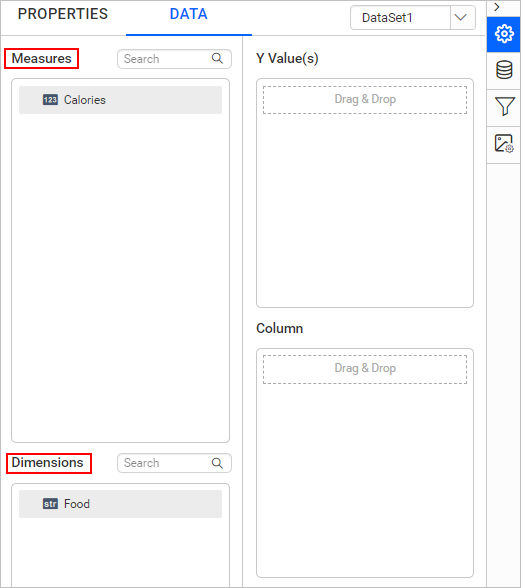 PROPERTIES DATA DataSet1
Measures Search
123 Calories
Dimensions Search
str Food
Y Value(s)
Drag & Drop
Column
Drag & Drop